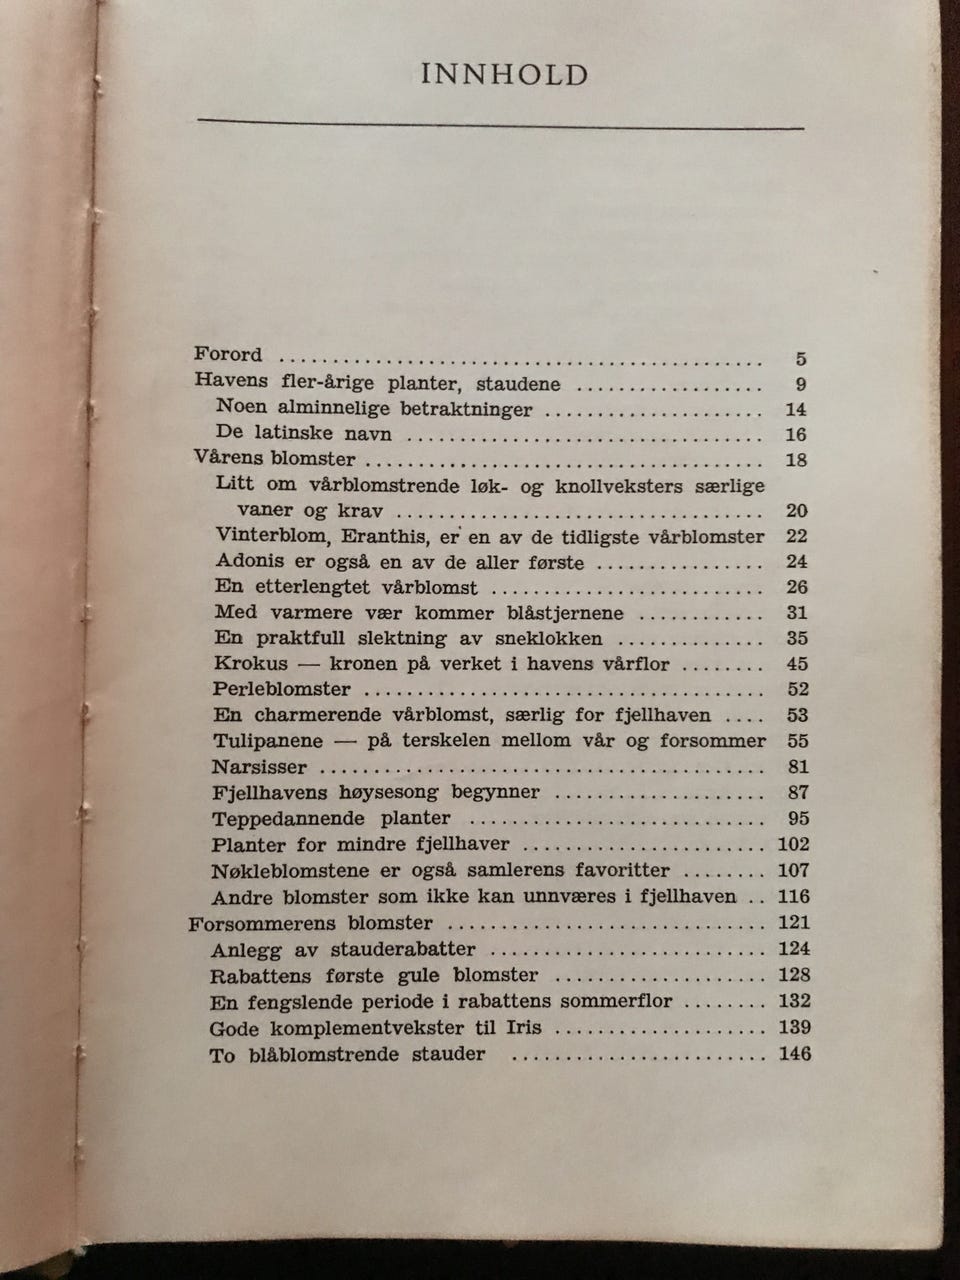 INNHOLD
Forord .............................................. 5
Havens fler-årige planter, staudene .................. 9
Noen alminnelige betraktninger ..................... 14
De latinske navn .................................. 16
Vårens blomster ...................................... 18
Litt om vårblomstrende løk- og knollveksters særlige
vaner og krav ................................... 20
Vinterblom, Eranthis, er en av de tidligste vårblomster 22
Adonis er også en av de aller første ................ 24
En etterlengtet vårblomst .......................... 26
Med varmere vær kommer blåstjernene ............ 31
En praktfull slektning av sneklokken .............. 35
Krokus — kronen på verket i havens vårflor ........ 45
Perleblomster ...................................... 52
En charmerende vårblomst, særlig for fjellhaven .... 53
Tulipanene — på terskelen mellom vår og forsommer 55
Narsisser .......................................... 81
Fjellhavens høysesong begynner .................... 87
Teppedannende planter ............................ 95
Planter for mindre fjellhaver ....................... 102
Nøkleblomstene er også samlerens favoritter ........ 107
Andre blomster som ikke kan unnværes i fjellhaven .. 116
Forsommerens blomster .............................. 121
Anlegg av stauderabatter .......................... 124
Rabattens første gule blomster .................... 128
En fengslende periode i rabattens sommerflor ........ 132
Gode komplementvekster til Iris .................... 139
To blåblomstrende stauder ........................ 146